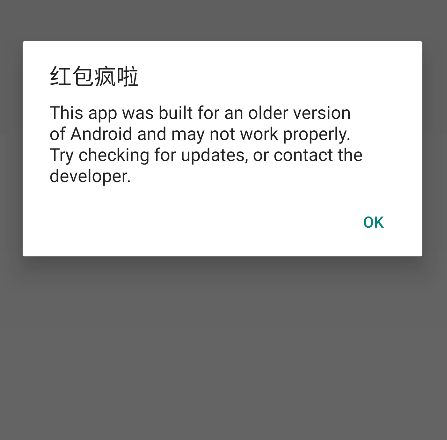 红包疯啦
This app was built for an older version
of Android and may not work properly.
Try checking for updates, or contact the
developer.
OK